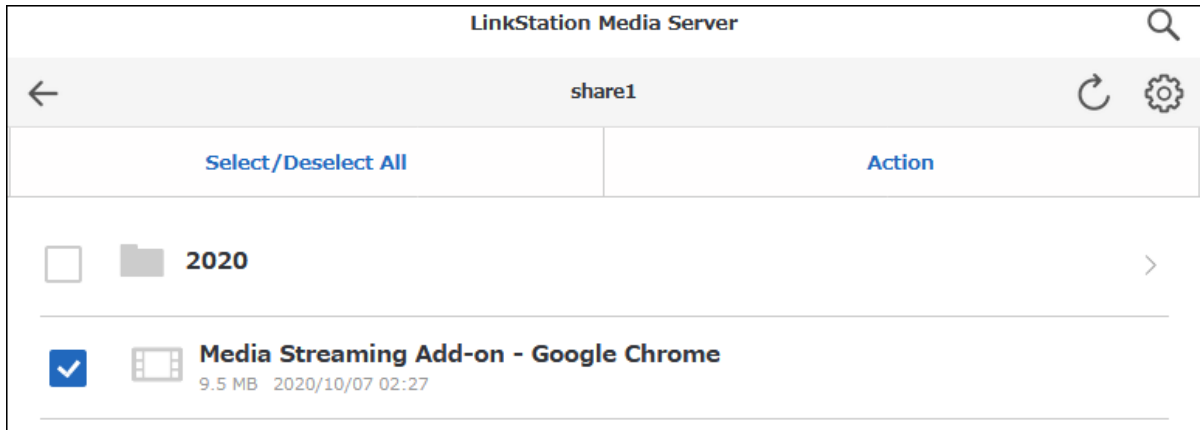 LinkStation Media Server
share1
Select/Deselect All
Action
2020
Media Streaming Add-on - Google Chrome
9.5 MB 2020/10/07 02:27